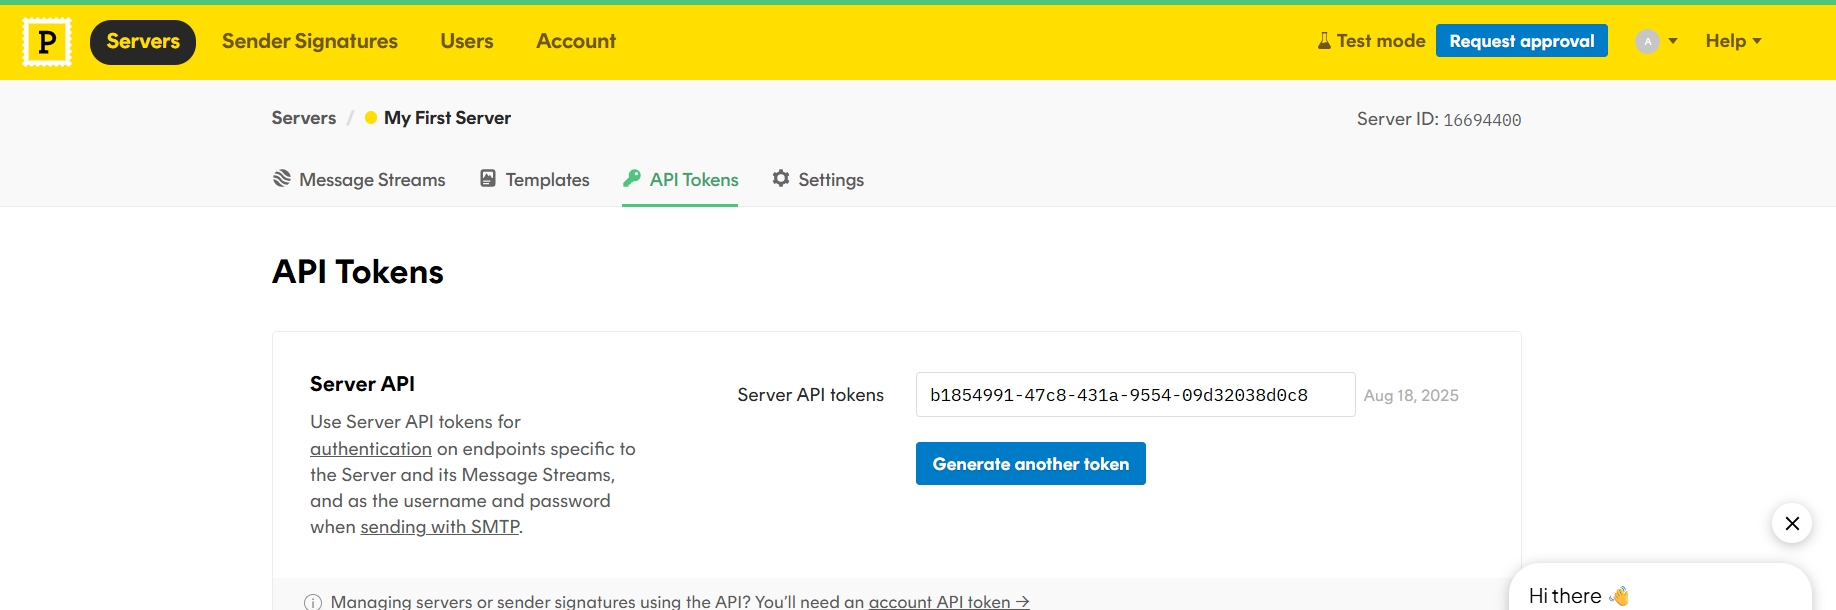 P Servers Sender Signatures Users Account Test mode Request approval A Help
Servers / My First Server Server ID: 16694400
Message Streams Templates API Tokens Settings
API Tokens
Server API
Server API tokens b1854991-47c8-431a-9554-09d32038d0c8 Aug 18, 2025
Use Server API tokens for
authentication on endpoints specific to
the Server and its Message Streams,
and as the username and password
when sending with SMTP.
Generate another token
Managing servers or sender signatures using the API? You'll need an account API token →
Hi there 👋